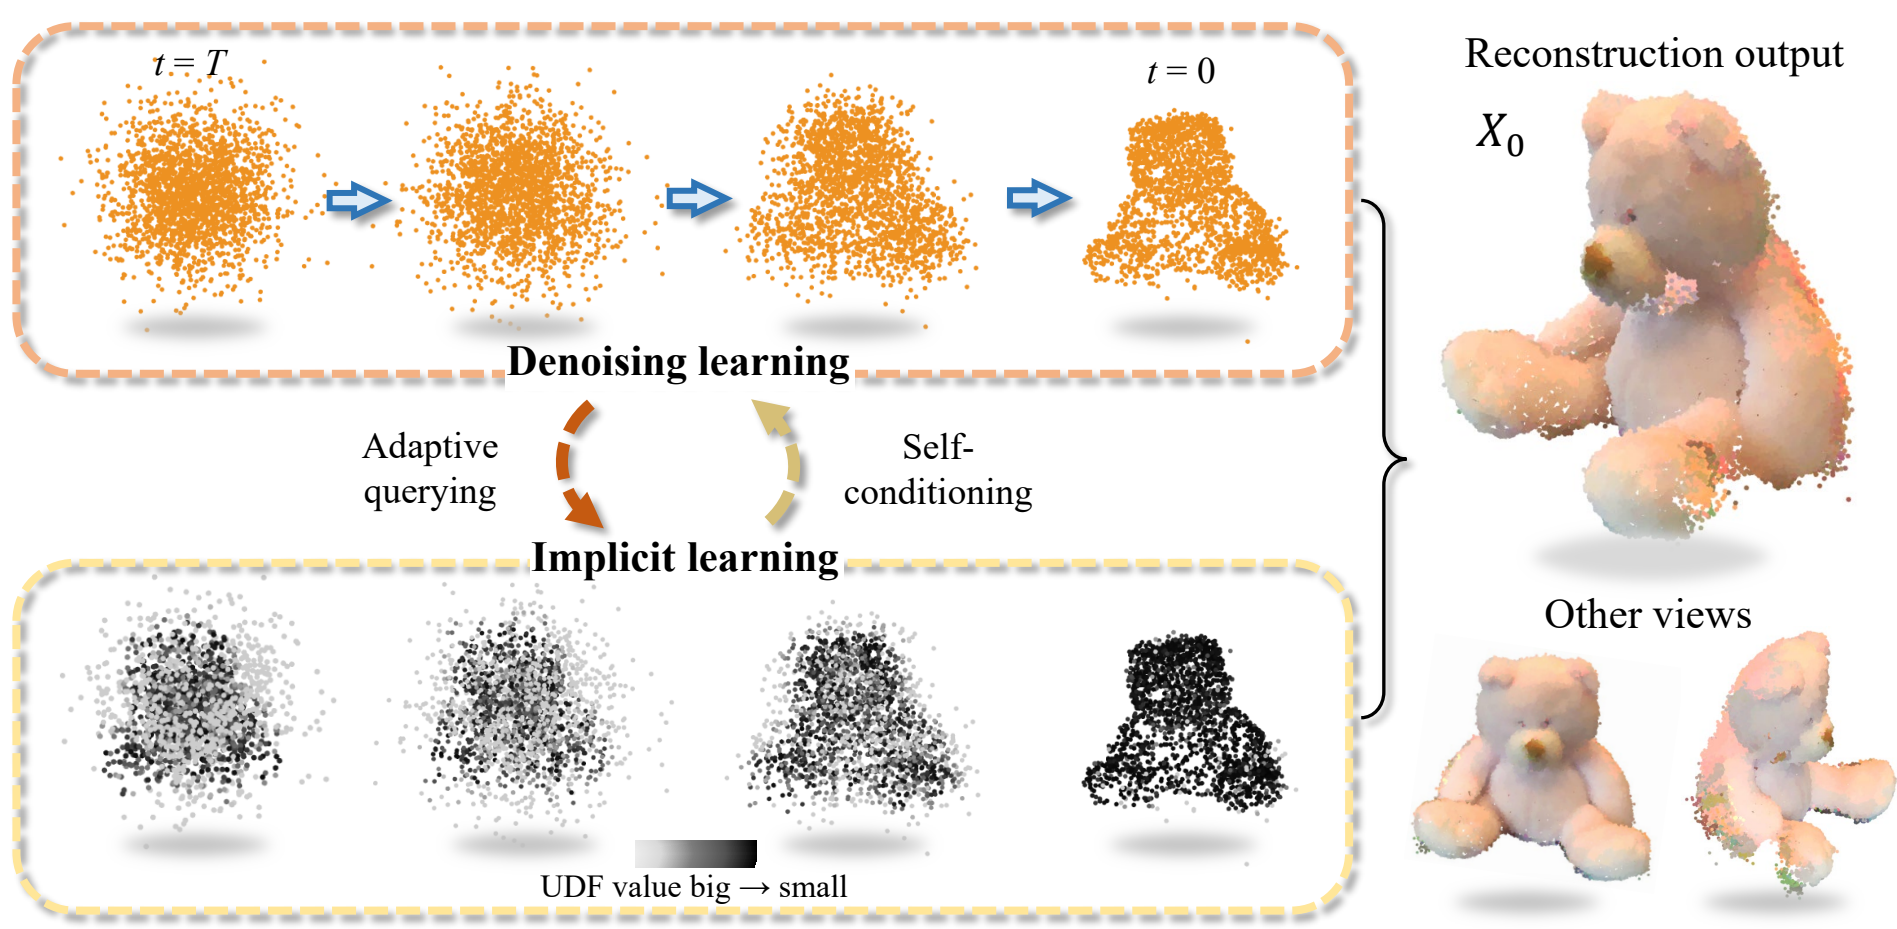 t = T
t = 0
Denoising learning
Adaptive
querying
Self-
conditioning
Implicit learning
UDF value big → small
Reconstruction output
X₀
Other views